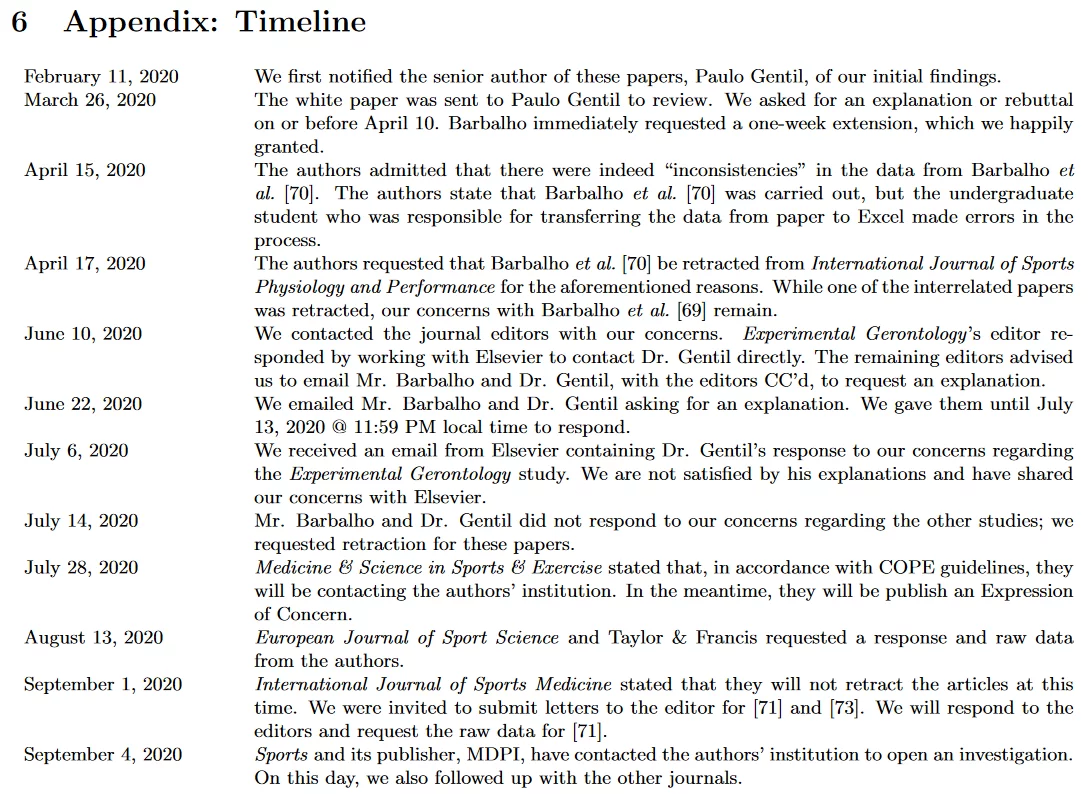 6 Appendix: Timeline
February 11, 2020 We first notified the senior author of these papers, Paulo Gentil, of our initial findings.
March 26, 2020 The white paper was sent to Paulo Gentil to review. We asked for an explanation or rebuttal
on or before April 10. Barbalho immediately requested a one-week extension, which we happily
granted.
April 15, 2020 The authors admitted that there were indeed “inconsistencies” in the data from Barbalho et
al. [70]. The authors state that Barbalho et al. [70] was carried out, but the undergraduate
student who was responsible for transferring the data from paper to Excel made errors in the
process.
April 17, 2020 The authors requested that Barbalho et al. [70] be retracted from International Journal of Sports
Physiology and Performance for the aforementioned reasons. While one of the interrelated papers
was retracted, our concerns with Barbalho et al. [69] remain.
June 10, 2020 We contacted the journal editors with our concerns. Experimental Gerontology’s editor re-
sponded by working with Elsevier to contact Dr. Gentil directly. The remaining editors advised
us to email Mr. Barbalho and Dr. Gentil, with the editors CC’d, to request an explanation.
June 22, 2020 We emailed Mr. Barbalho and Dr. Gentil asking for an explanation. We gave them until July
13, 2020 @ 11:59 PM local time to respond.
July 6, 2020 We received an email from Elsevier containing Dr. Gentil’s response to our concerns regarding
the Experimental Gerontology study. We are not satisfied by his explanations and have shared
our concerns with Elsevier.
July 14, 2020 Mr. Barbalho and Dr. Gentil did not respond to our concerns regarding the other studies; we
requested retraction for these papers.
July 28, 2020 Medicine & Science in Sports & Exercise stated that, in accordance with COPE guidelines, they
will be contacting the authors’ institution. In the meantime, they will be publish an Expression
of Concern.
August 13, 2020 European Journal of Sport Science and Taylor & Francis requested a response and raw data
from the authors.
September 1, 2020 International Journal of Sports Medicine stated that they will not retract the articles at this
time. We were invited to submit letters to the editor for [71] and [73]. We will respond to the
editors and request the raw data for [71].
September 4, 2020 Sports and its publisher, MDPI, have contacted the authors’ institution to open an investigation.
On this day, we also followed up with the other journals.